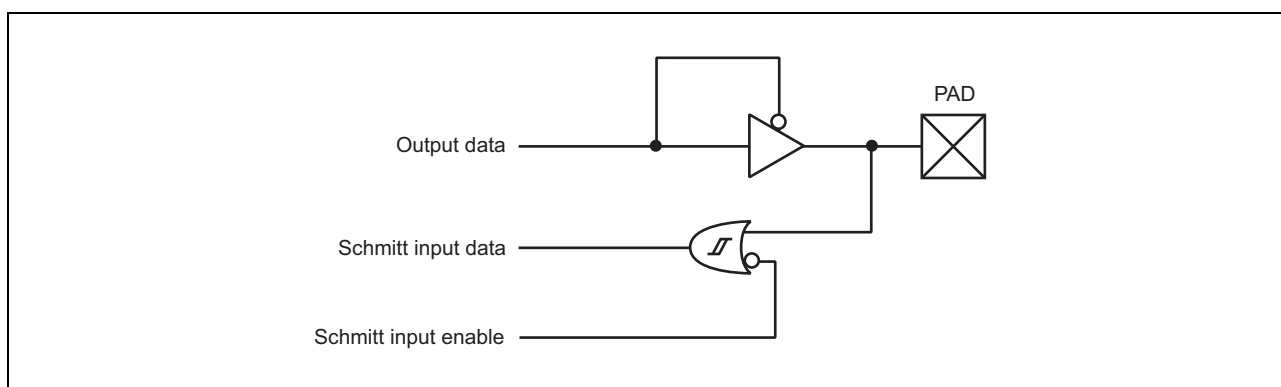 PAD
Output data
Schmitt input data
Schmitt input enable